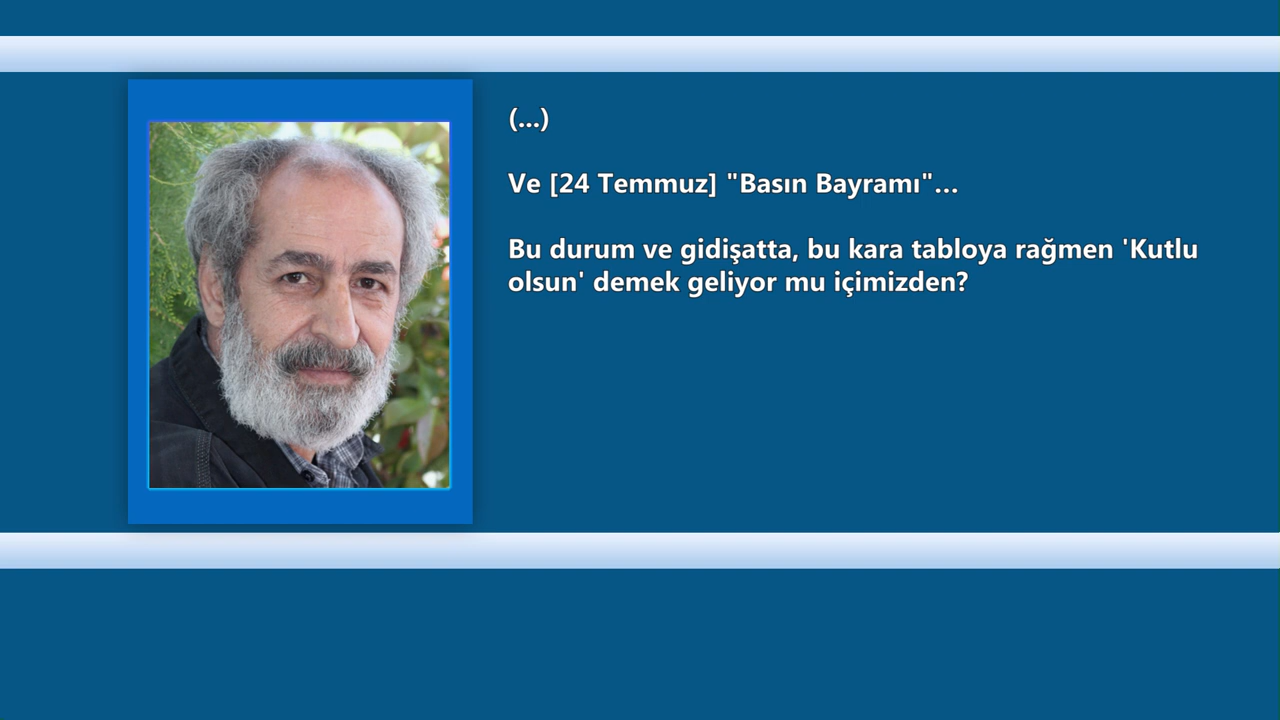 (...)
Ve [24 Temmuz] "Basın Bayramı"...
Bu durum ve gidişatta, bu kara tabloya rağmen 'Kutlu
olsun' demek geliyor mu içimizden?